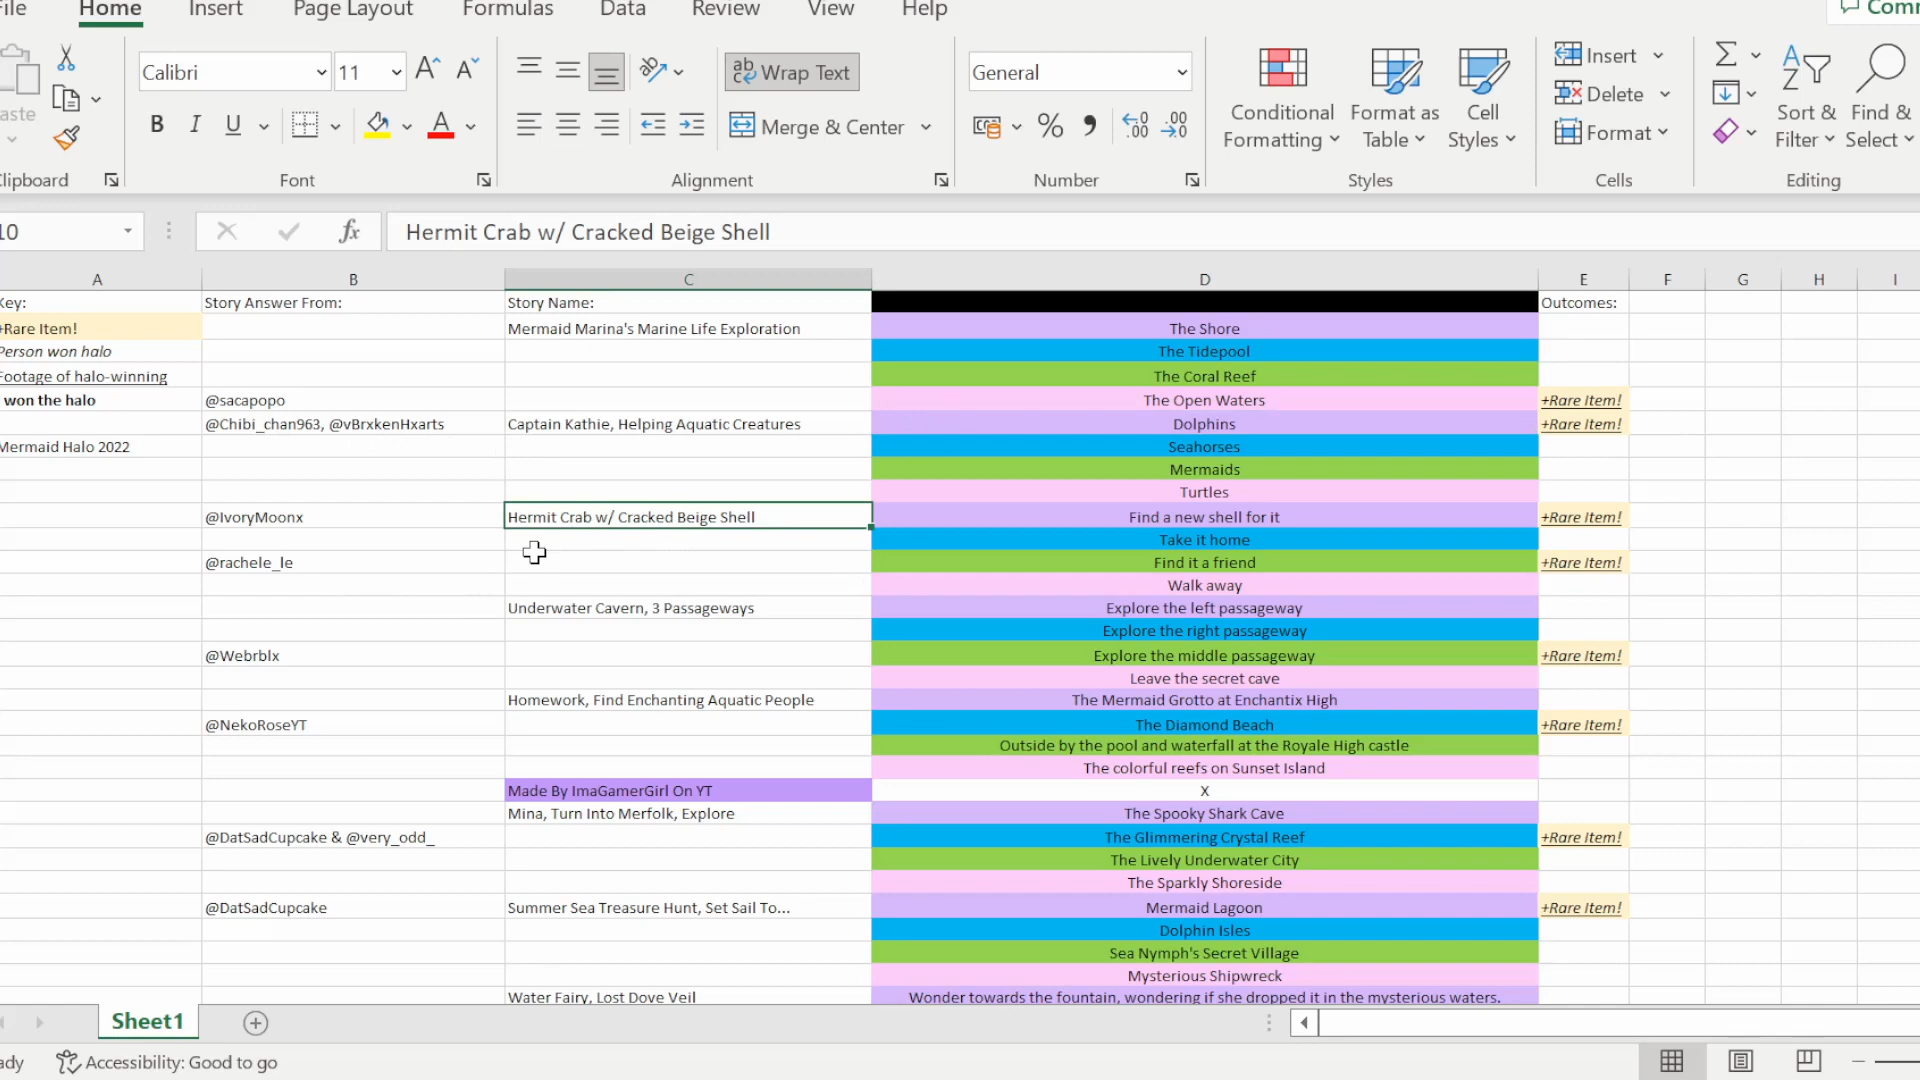 File Home Insert Page Layout Formulas Data Review View Help Comm
Calibri 11 Wrap Text General Insert
Paste Merge & Center Conditional Formatting Format as Table Cell Styles Delete Format Sort & Filter Find & Select
Clipboard Font Alignment Number Styles Cells Editing
10 fx Hermit Crab w/ Cracked Beige Shell
A B C D E F G H I
Key: Story Answer From: Story Name: Outcomes:
+Rare Item! Mermaid Marina's Marine Life Exploration The Shore
Person won halo The Tidepool
Footage of halo-winning The Coral Reef
won the halo @sacapopo The Open Waters +Rare Item!
@Chibi_chan963, @vBrxkenHxarts Captain Kathie, Helping Aquatic Creatures Dolphins +Rare Item!
Mermaid Halo 2022 Seahorses
Mermaids
Turtles
@IvoryMoonx Hermit Crab w/ Cracked Beige Shell Find a new shell for it +Rare Item!
Take it home
@rachele_le Find it a friend +Rare Item!
Walk away
Underwater Cavern, 3 Passageways Explore the left passageway
Explore the right passageway
@Webrblx Explore the middle passageway +Rare Item!
Leave the secret cave
Homework, Find Enchanting Aquatic People The Mermaid Grotto at Enchantix High
@NekoRoseYT The Diamond Beach +Rare Item!
Outside by the pool and waterfall at the Royale High castle
The colorful reefs on Sunset Island
Made By ImaGamerGirl On YT X
Mina, Turn Into Merfolk, Explore The Spooky Shark Cave
@DatSadCupcake & @very_odd_ The Glimmering Crystal Reef +Rare Item!
The Lively Underwater City
The Sparkly Shoreside
@DatSadCupcake Summer Sea Treasure Hunt, Set Sail To... Mermaid Lagoon +Rare Item!
Dolphin Isles
Sea Nymph's Secret Village
Mysterious Shipwreck
Water Fairy, Lost Dove Veil Wonder towards the fountain, wondering if she dropped it in the mysterious waters.
Sheet1
Ready Accessibility: Good to go